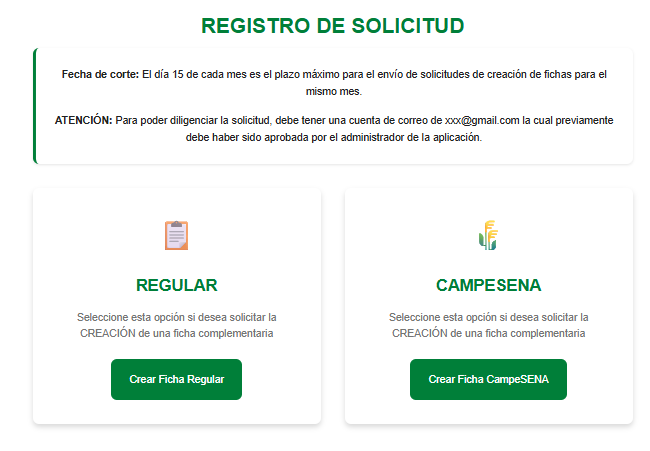 REGISTRO DE SOLICITUD
Fecha de corte: El día 15 de cada mes es el plazo máximo para el envío de solicitudes de creación de fichas para el
mismo mes.
ATENCIÓN: Para poder diligenciar la solicitud, debe tener una cuenta de correo de xxx@gmail.com la cual previamente
debe haber sido aprobada por el administrador de la aplicación.
REGULAR
Seleccione esta opción si desea solicitar la
CREACIÓN de una ficha complementaria
Crear Ficha Regular
CAMPESENA
Seleccione esta opción si desea solicitar la
CREACIÓN de una ficha complementaria
Crear Ficha CampeSENA